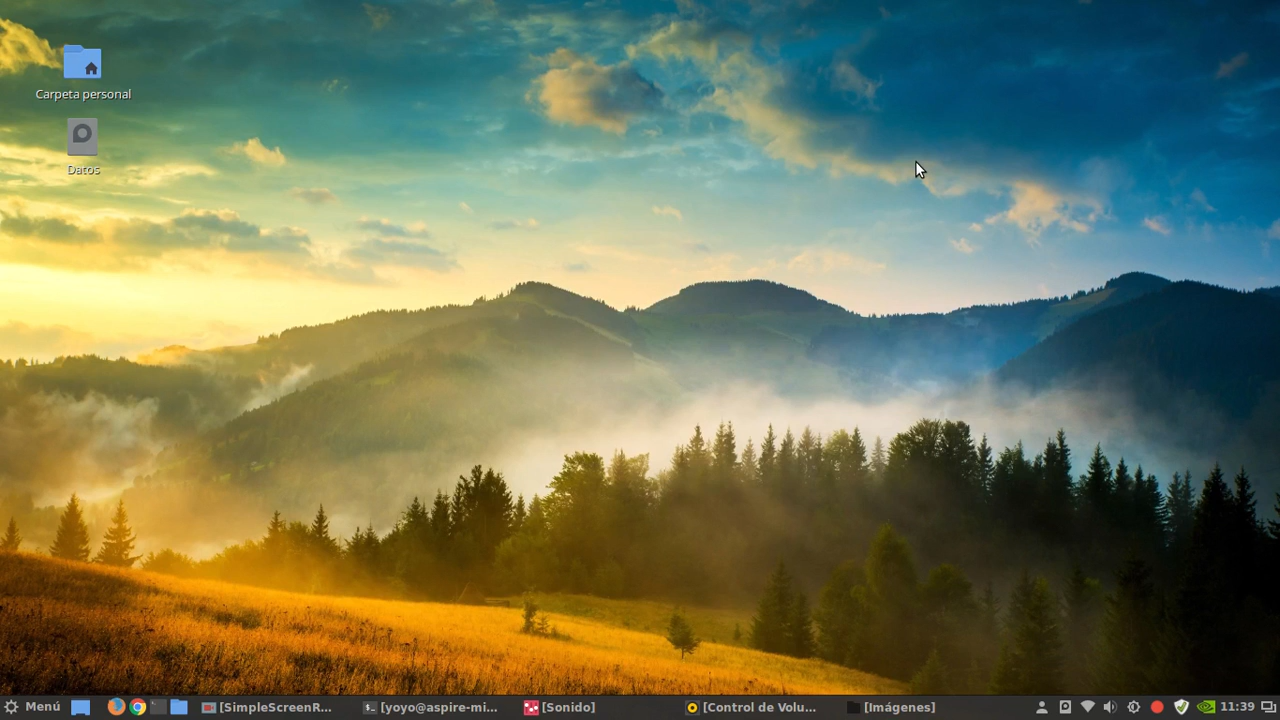 Carpeta personal
Datos
Menú [SimpleScreenR... [yoyo@aspire-mi... [Sonido] [Control de Volu... [Imágenes] 11:39